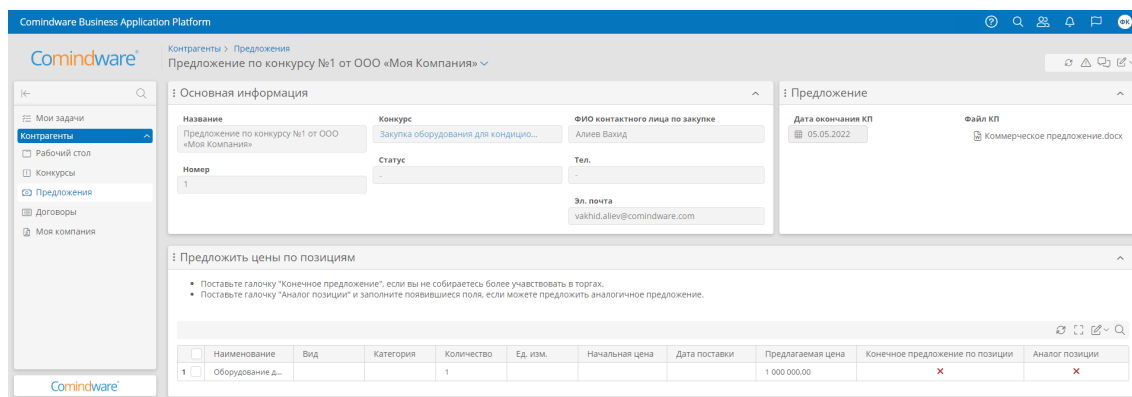 Comindware Business Application Platform
ФК
Comindware
Контрагенты > Предложения
Предложение по конкурсу №1 от ООО «Моя Компания»
Мои задачи
Контрагенты
Рабочий стол
Конкурсы
Предложения
Договоры
Моя компания
Comindware
Основная информация
Название
Предложение по конкурсу №1 от ООО
«Моя Компания»
Номер
1
Конкурс
Закупка оборудования для кондицио...
Статус
-
ФИО контактного лица по закупке
Алиев Вахид
Тел.
-
Эл. почта
vakhid.aliev@comindware.com
Предложение
Дата окончания КП
05.05.2022
Файл КП
Коммерческое предложение.docx
Предложить цены по позициям
• Поставьте галочку "Конечное предложение", если вы не собираетесь более учавствовать в торгах.
• Поставьте галочку "Аналог позиции" и заполните появившиеся поля, если можете предложить аналогичное предложение.
Наименование Вид Категория Количество Ед. изм. Начальная цена Дата поставки Предлагаемая цена Конечное предложение по позиции Аналог позиции
1 Оборудование д... 1 1 000 000,00